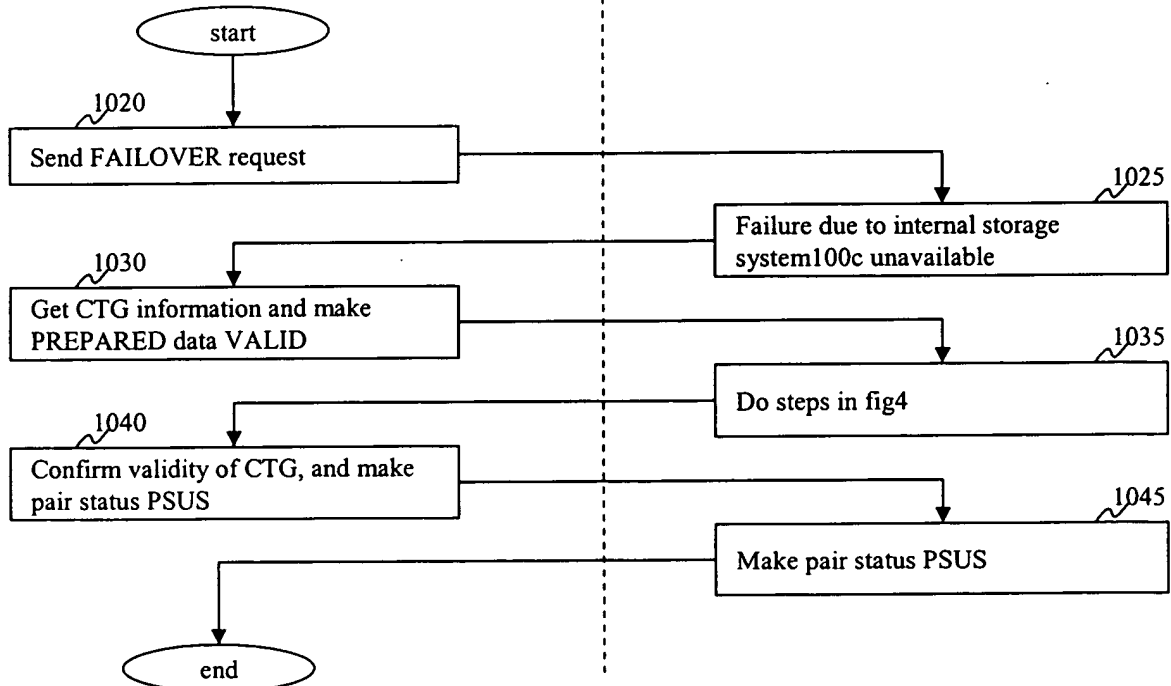 start
1020
Send FAILOVER request
1025
Failure due to internal storage
system100c unavailable
1030
Get CTG information and make
PREPARED data VALID
1035
Do steps in fig4
1040
Confirm validity of CTG, and make
pair status PSUS
1045
Make pair status PSUS
end